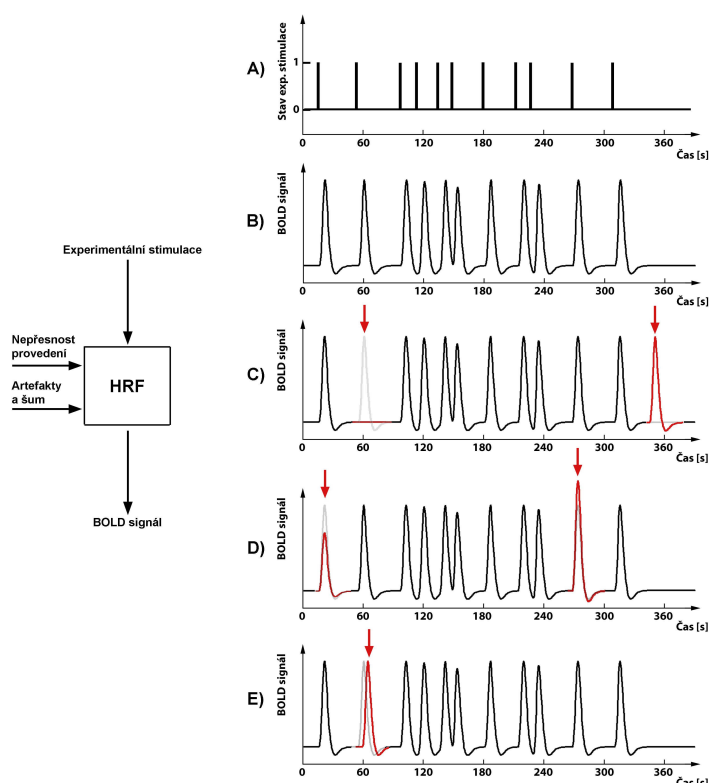 A)
Stav exp. stimulace
1
0
0 60 120 180 240 300 360
Čas [s]
B)
BOLD signál
0 60 120 180 240 300 360
Čas [s]
Experimentální stimulace
Nepřesnost
provedení
Artefakty
a šum
HRF
BOLD signál
C)
BOLD signál
0 60 120 180 240 300 360
Čas [s]
D)
BOLD signál
0 60 120 180 240 300 360
Čas [s]
E)
BOLD signál
0 60 120 180 240 300 360
Čas [s]